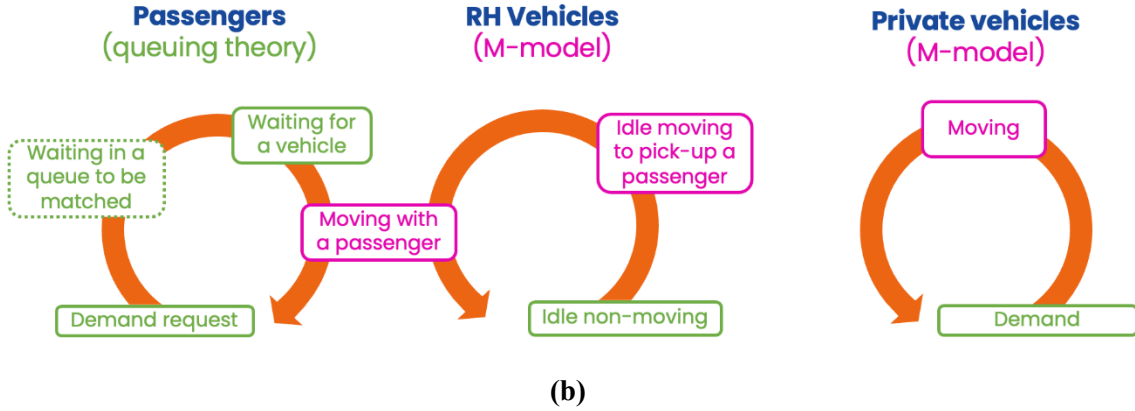 Passengers
(queuing theory)
RH Vehicles
(M-model)
Private vehicles
(M-model)
Waiting in a
queue to be
matched
Waiting for
a vehicle
Moving with
a passenger
Demand request
Idle moving
to pick-up a
passenger
Idle non-moving
Moving
Demand
(b)